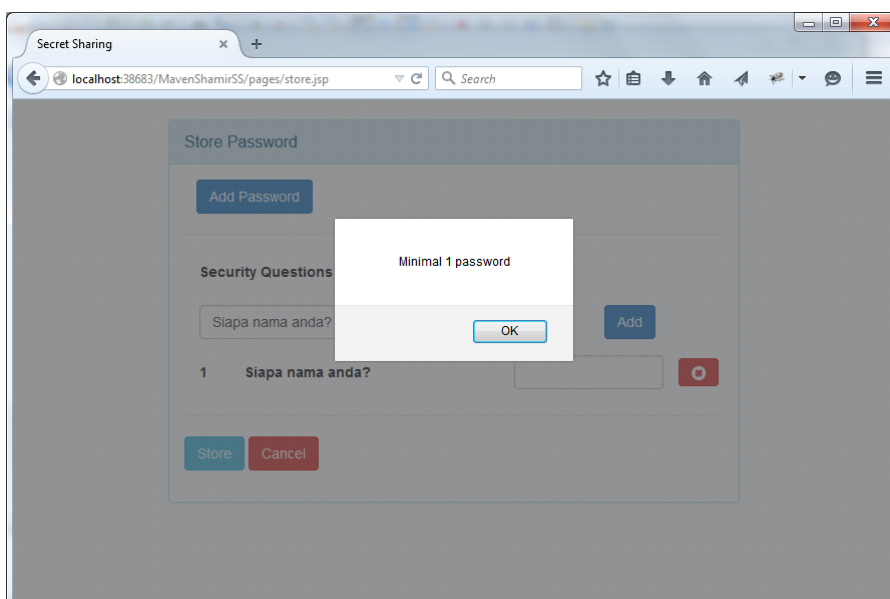 Secret Sharing
localhost:38683/MavenShamirSS/pages/store.jsp
Search
Store Password
Add Password
Minimal 1 password
OK
Security Questions
Siapa nama anda?
Add
1 Siapa nama anda?
Store
Cancel